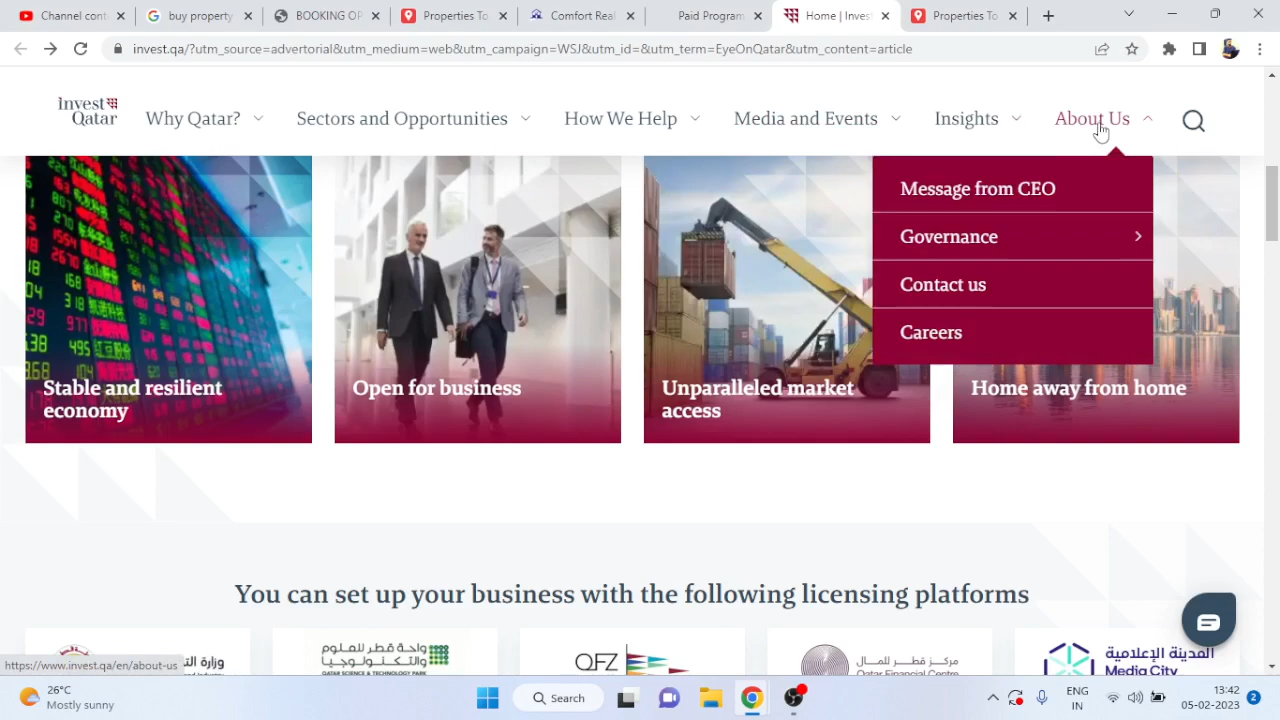 Channel conte
buy property
BOOKING OP
Properties To
Comfort Real
Paid Program
Home | Inves
Properties To
invest.qa/?utm_source=advertorial&utm_medium=web&utm_campaign=WSJ&utm_id=&utm_term=EyeOnQatar&utm_content=article
Invest
Qatar
Why Qatar?
Sectors and Opportunities
How We Help
Media and Events
Insights
About Us
Message from CEO
Governance
Contact us
Careers
Stable and resilient
economy
Open for business
Unparalleled market
access
Home away from home
You can set up your business with the following licensing platforms
واحة قطر للعلوم
والتكنولوجيا
QATAR SCIENCE & TECHNOLOGY PARK
QFZ
مركز قطر للمال
Qatar Financial Centre
المدينة الإعلامية
Media City
https://www.invest.qa/en/about-us
26°C
Mostly sunny
Search
ENG
IN
13:42
05-02-2023
2